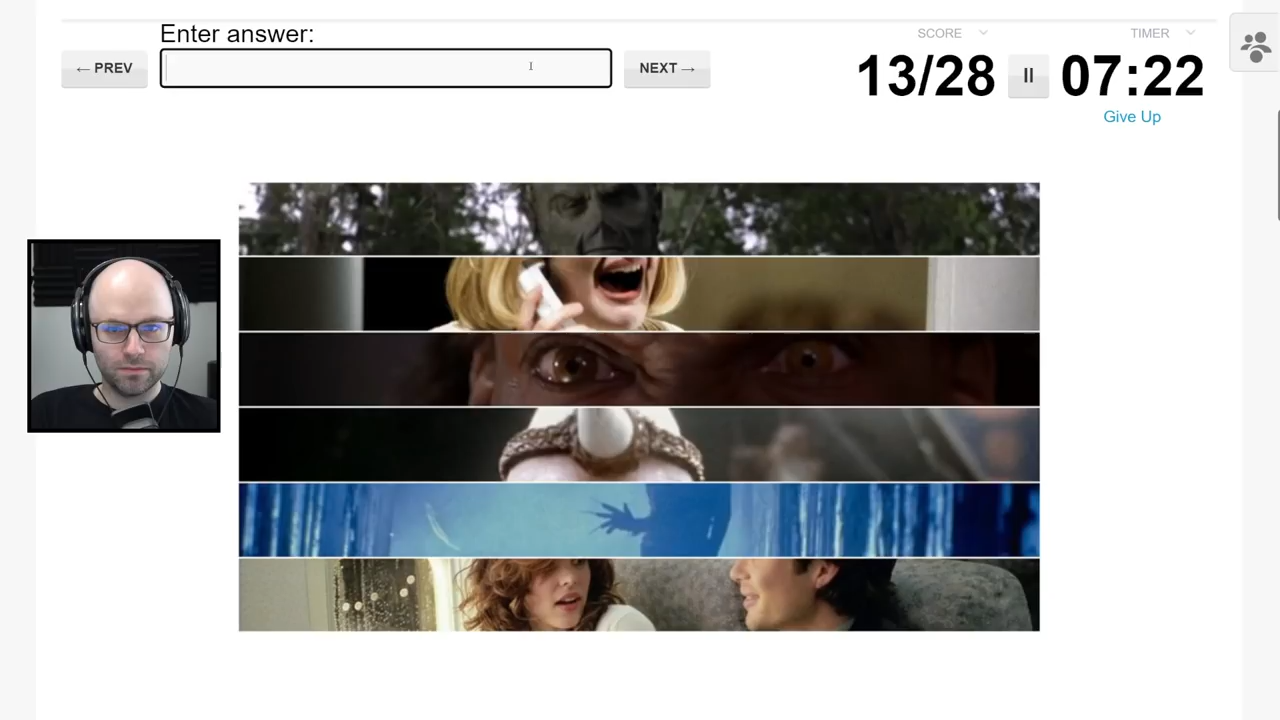 Enter answer:
SCORE
TIMER
← PREV
NEXT →
13/28
07:22
Give Up